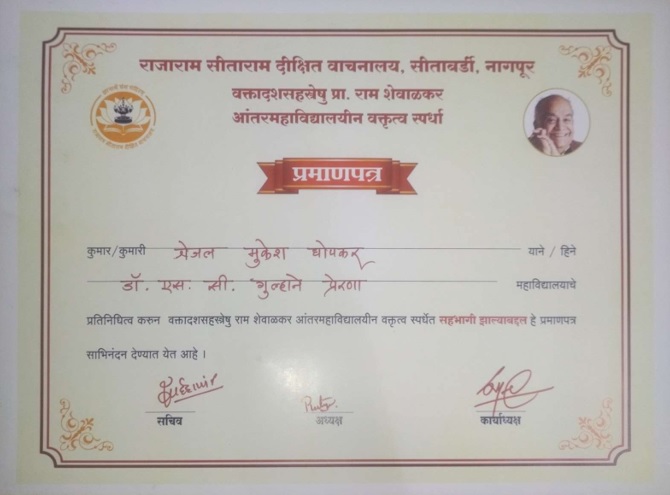 राजाराम सीताराम दीक्षित वाचनालय, सीताबर्डी, नागपूर
वक्तादशसहस्त्रेषु प्रा. राम शेवाळकर
आंतरमहाविद्यालयीन वक्तृत्व स्पर्धा
प्रमाणपत्र
कुमार/कुमारी सेजल मुकेश धोपकर याने / हिने
डॉ. एस. सी. गुल्हाने प्रेरणा महाविद्यालयाचे
प्रतिनिधित्व करुन वक्तादशसहस्त्रेषु राम शेवाळकर आंतरमहाविद्यालयीन वक्तृत्व स्पर्धेत सहभागी झाल्याबद्दल हे प्रमाणपत्र
साभिनंदन देण्यात येत आहे ।
सचिव अध्यक्ष कार्याध्यक्ष